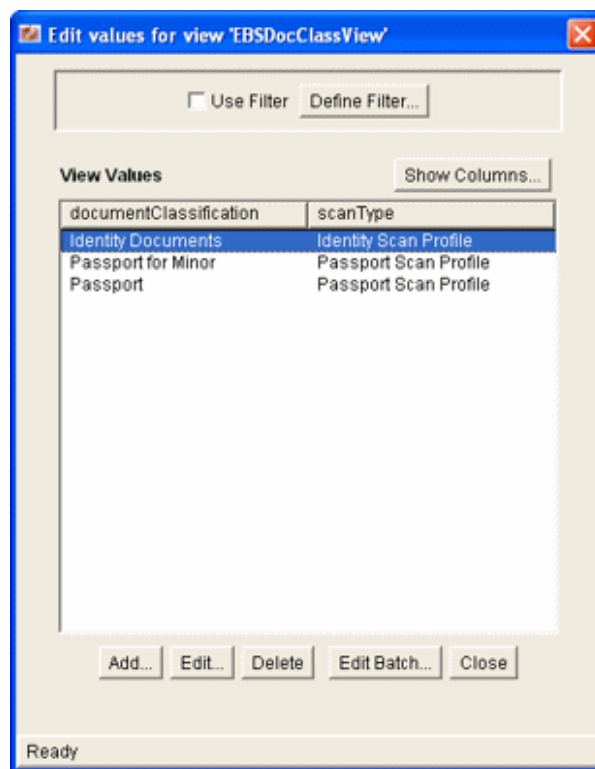 Edit values for view 'EBSDocClassView'
Use Filter Define Filter...
View Values Show Columns...
documentClassification scanType
Identity Documents Identity Scan Profile
Passport for Minor Passport Scan Profile
Passport Passport Scan Profile
Add... Edit... Delete Edit Batch... Close
Ready